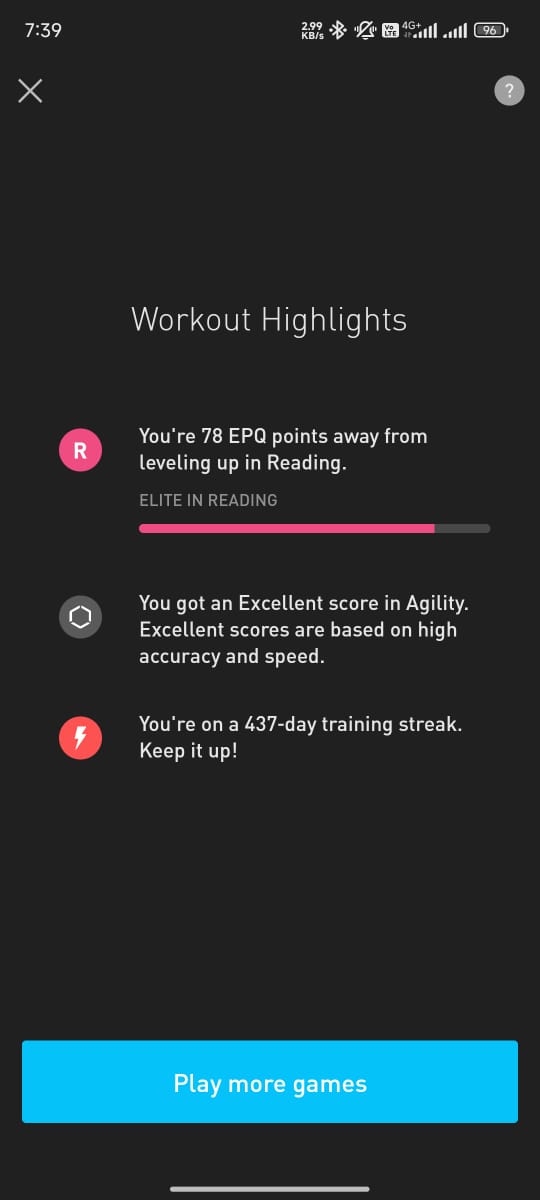 7:39
2.99
KB/s
Vo
LTE
4G+
96
?
Workout Highlights
R
You're 78 EPQ points away from
leveling up in Reading.
ELITE IN READING
You got an Excellent score in Agility.
Excellent scores are based on high
accuracy and speed.
You're on a 437-day training streak.
Keep it up!
Play more games